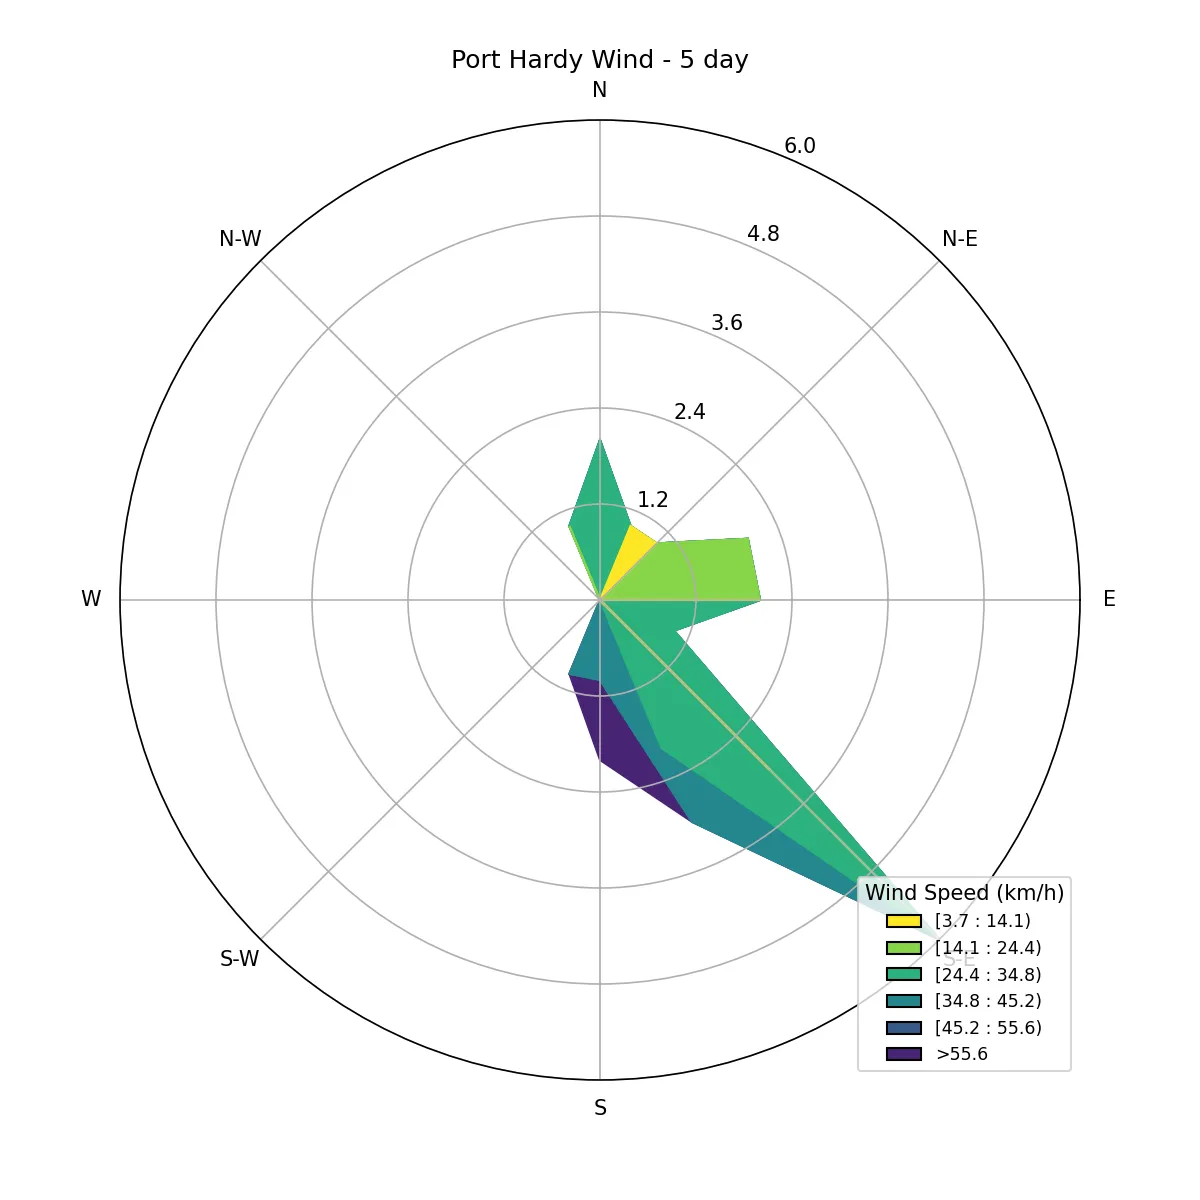 Port Hardy Wind - 5 day
N
6.0
4.8
N-W
N-E
3.6
2.4
1.2
W
E
Wind Speed (km/h)
[3.7 : 14.1)
[14.1 : 24.4)
S-W
S-E
[24.4 : 34.8)
[34.8 : 45.2)
[45.2 : 55.6)
>55.6
S